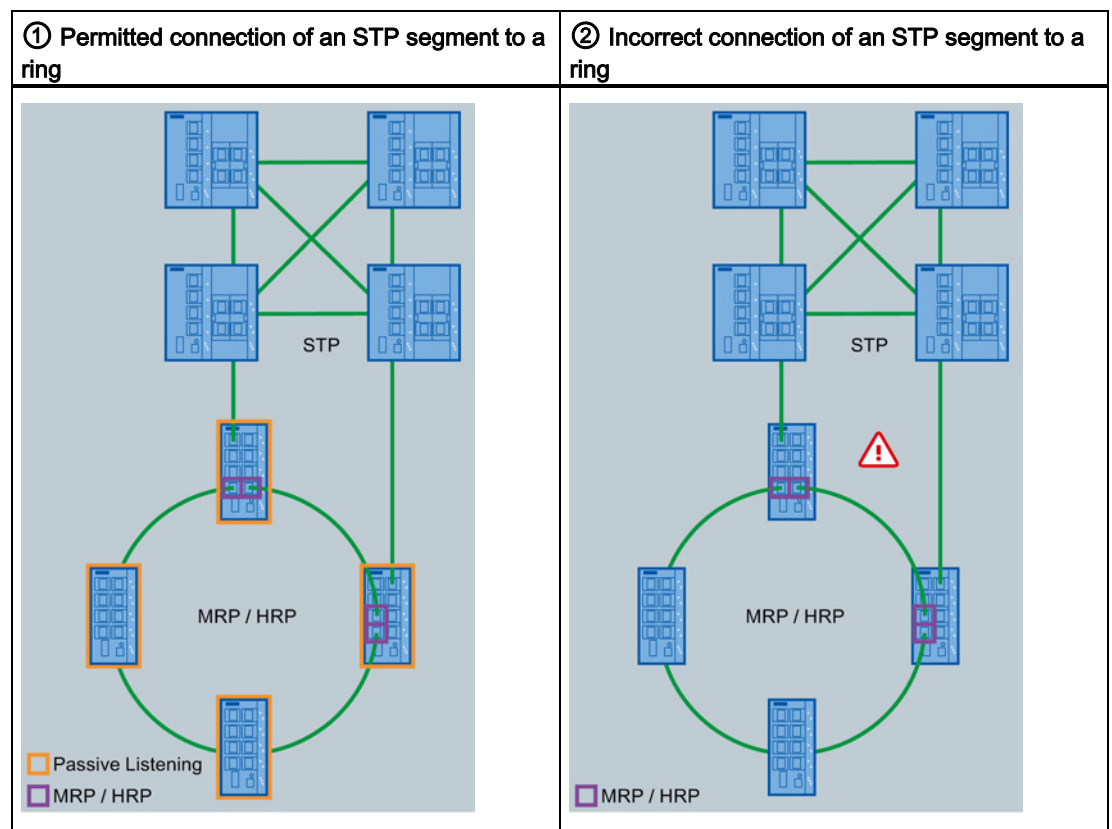 ① Permitted connection of an STP segment to a
ring
② Incorrect connection of an STP segment to a
ring
STP
MRP / HRP
Passive Listening
MRP / HRP
STP
MRP / HRP
MRP / HRP